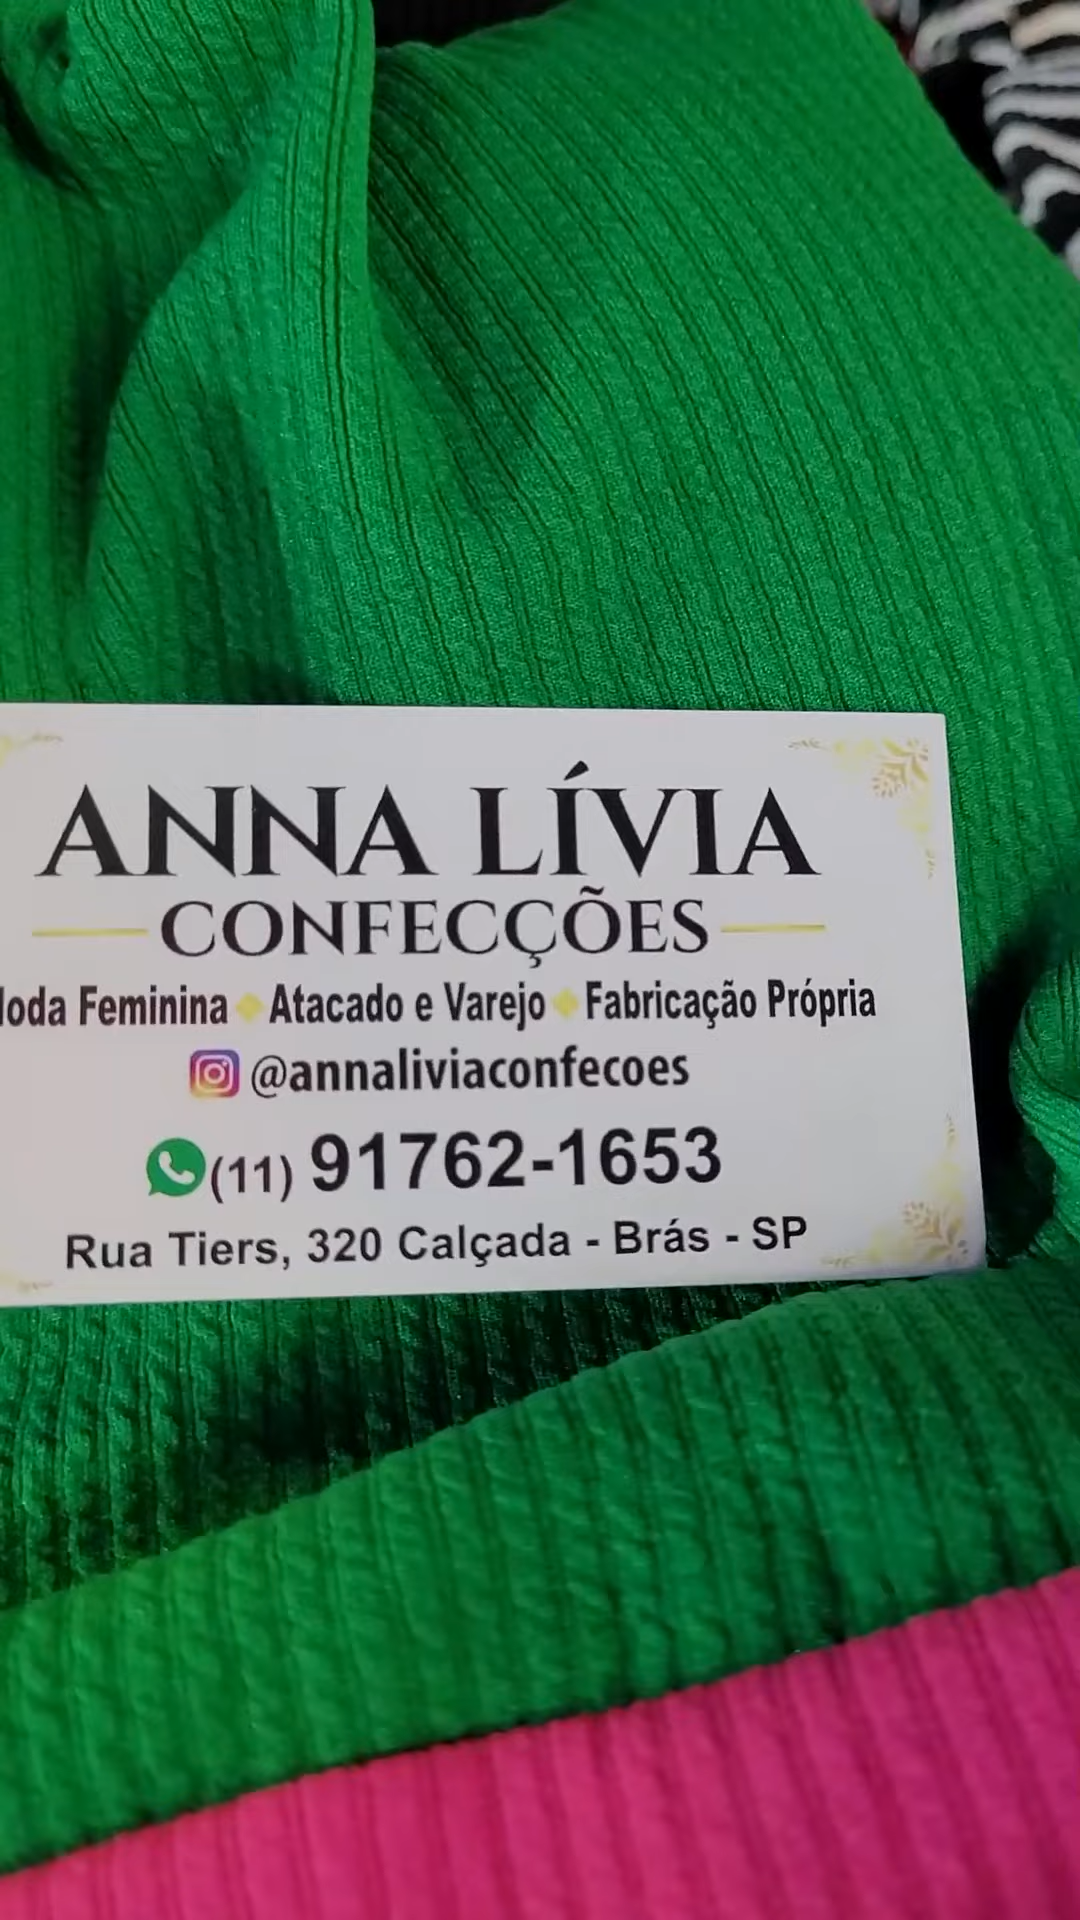 ANNA LÍVIA
CONFECÇÕES
Feminina Atacado e Varejo Fabricação Própria
@annaliviaconfecoes
(11) 91762-1653
Rua Tiers, 320 Calçada - Brás - SP